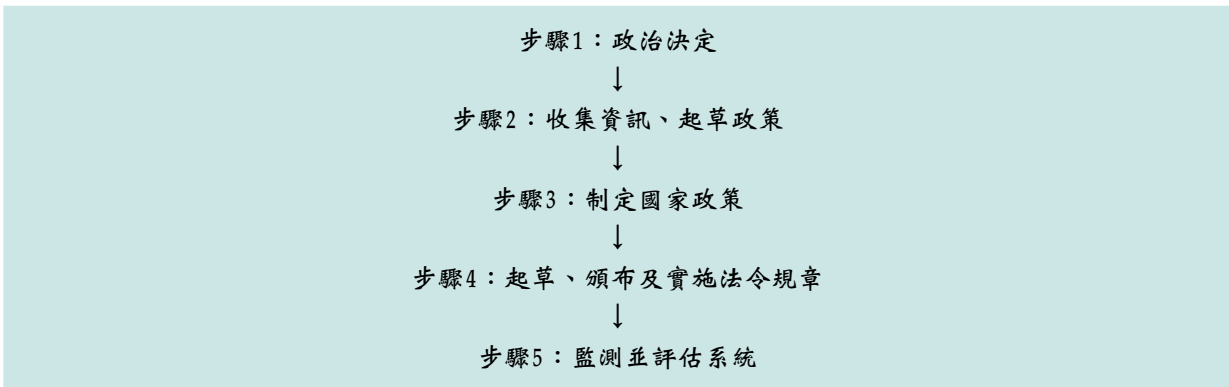 步驟1：政治決定
↓
步驟2：收集資訊、起草政策
↓
步驟3：制定國家政策
↓
步驟4：起草、頒布及實施法令規章
↓
步驟5：監測並評估系統